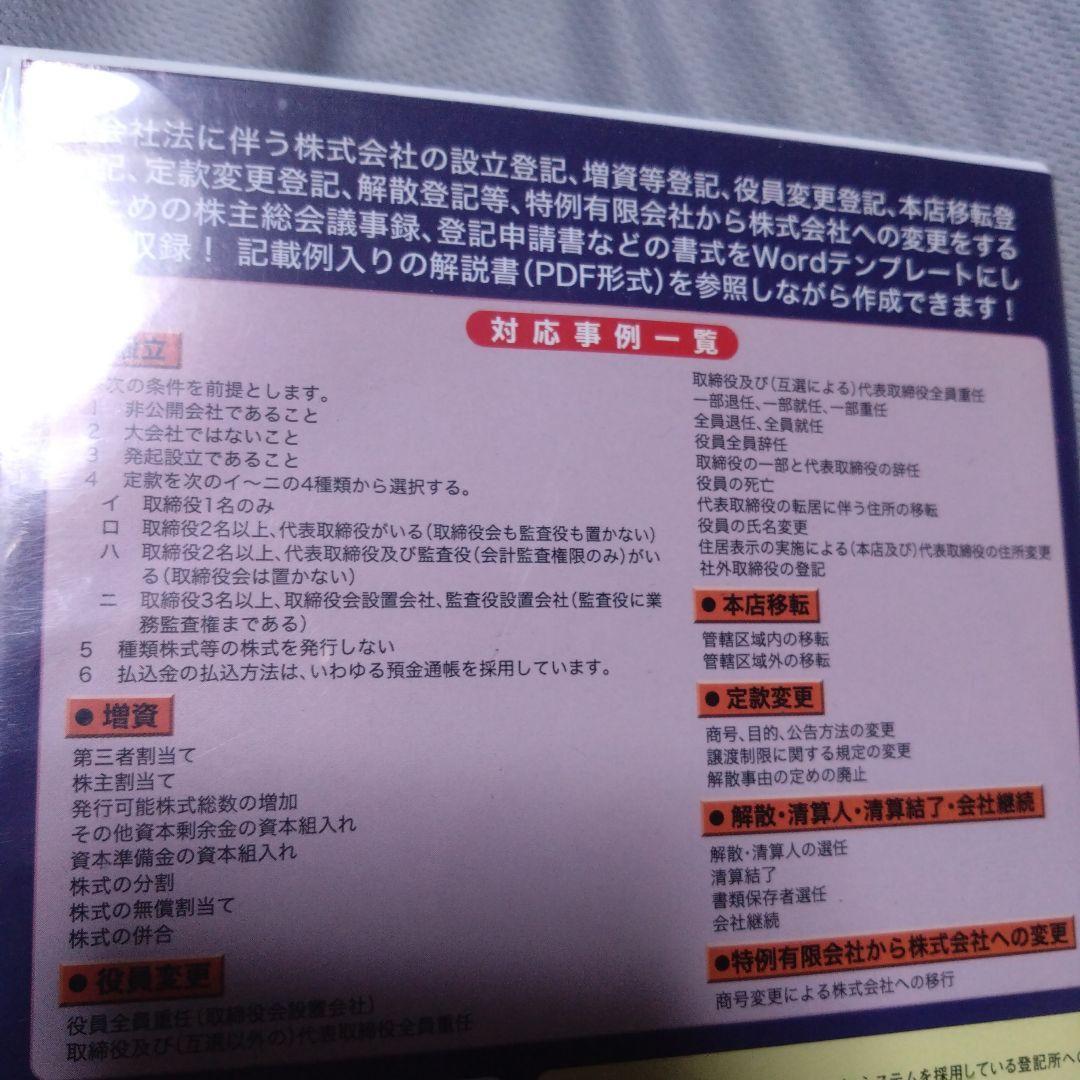 会社法に伴う株式会社の設立登記、増資等登記、役員変更登記、本店移転登
記、定款変更登記、解散登記等、特例有限会社から株式会社への変更をする
ための株主総会議事録、登記申請書などの書式をWordテンプレートにし
収録！ 記載例入りの解説書（PDF形式）を参照しながら作成できます！
対応事例一覧
設立
次の条件を前提とします。
1 非公開会社であること
2 大会社ではないこと
3 発起設立であること
4 定款を次のイ〜ニの4種類から選択する。
イ 取締役1名のみ
ロ 取締役2名以上、代表取締役がいる（取締役会も監査役も置かない）
ハ 取締役2名以上、代表取締役及び監査役（会計監査権限のみ）がい
る（取締役会は置かない）
ニ 取締役3名以上、取締役会設置会社、監査役設置会社（監査役に業
務監査権まである）
5 種類株式等の株式を発行しない
6 払込金の払込方法は、いわゆる預金通帳を採用しています。
●増資
第三者割当て
株主割当て
発行可能株式総数の増加
その他資本剰余金の資本組入れ
資本準備金の資本組入れ
株式の分割
株式の無償割当て
株式の併合
●役員変更
役員全員重任（取締役会設置会社）
取締役及び（互選以外の）代表取締役全員重任
取締役及び（互選による）代表取締役全員重任
一部退任、一部就任、一部重任
全員退任、全員就任
役員全員辞任
取締役の一部と代表取締役の辞任
役員の死亡
代表取締役の転居に伴う住所の移転
役員の氏名変更
住居表示の実施による（本店及び）代表取締役の住所変更
社外取締役の登記
●本店移転
管轄区域内の移転
管轄区域外の移転
●定款変更
商号、目的、公告方法の変更
譲渡制限に関する規定の変更
解散事由の定めの廃止
●解散・清算人・清算結了・会社継続
解散・清算人の選任
清算結了
書類保存者選任
会社継続
●特例有限会社から株式会社への変更
商号変更による株式会社への移行
システムを採用している登記所への